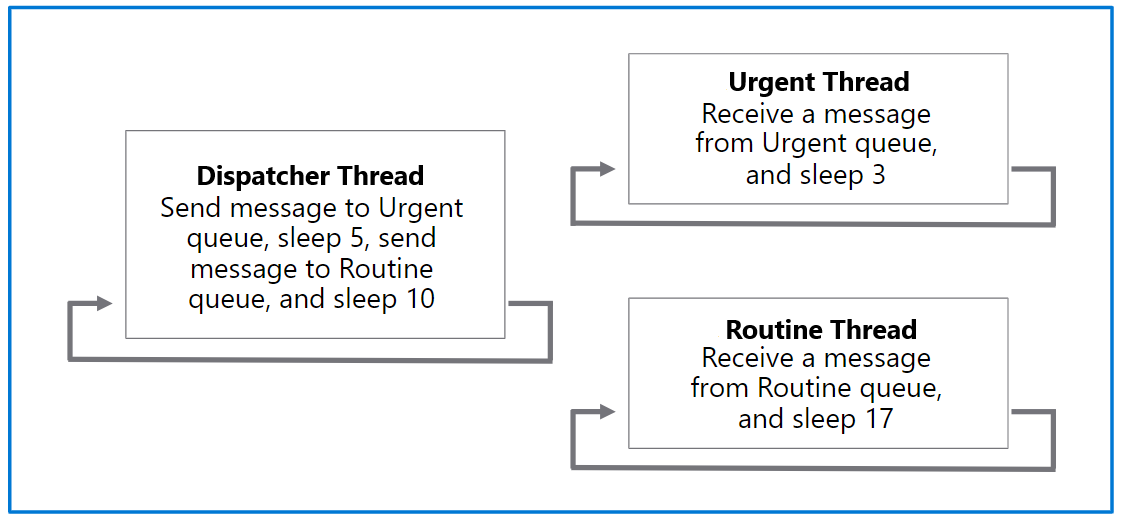 Dispatcher Thread
Send message to Urgent
queue, sleep 5, send
message to Routine
queue, and sleep 10
Urgent Thread
Receive a message
from Urgent queue,
and sleep 3
Routine Thread
Receive a message
from Routine queue,
and sleep 17